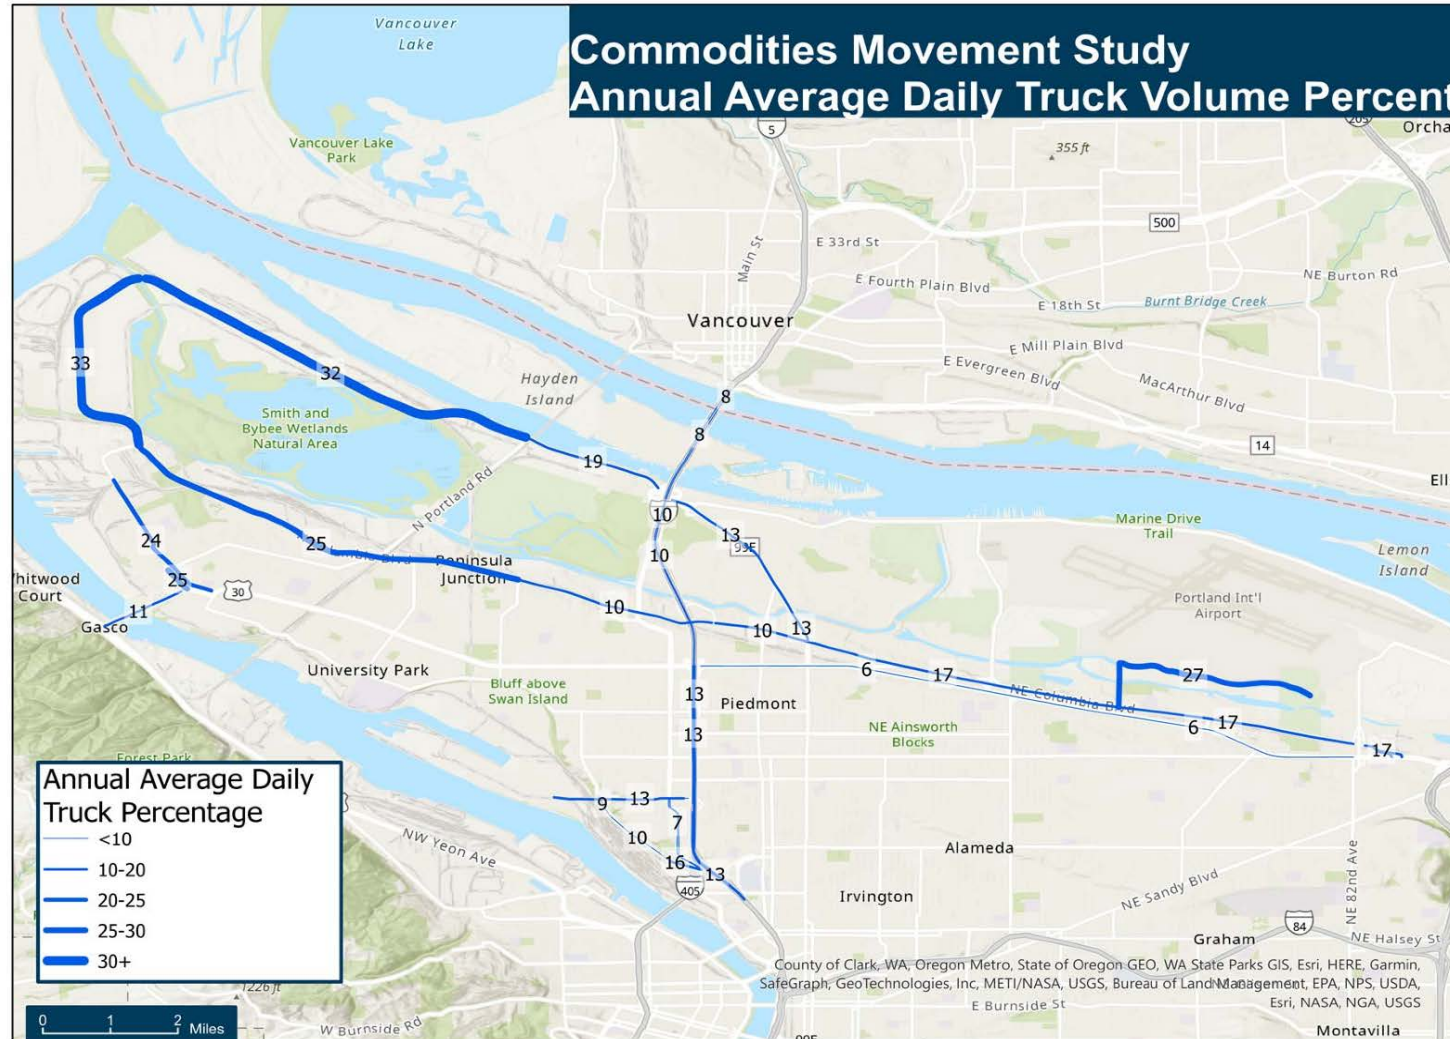 Commodities Movement Study
Annual Average Daily Truck Volume Percent
Vancouver
Lake
Vancouver Lake
Park
5
205
Orcha
355 ft
500
E 33rd St
Main St
E Fourth Plain Blvd
NE Burton Rd
E 18th St
Burnt Bridge Creek
Vancouver
E Mill Plain Blvd
E Evergreen Blvd
MacArthur Blvd
33
32
Hayden
Island
8
Smith and
Bybee Wetlands
Natural Area
8
14
19
Ell
N Portland Rd
10
13
99E
Marine Drive
Trail
24
25
10
Peninsula
Junction
Lemon
Island
25
30
hitwood
Court
11
Gasco
10
10
13
Portland Int'l
Airport
University Park
6
17
27
Bluff above
Swan Island
13
Piedmont
NE Columbia Blvd
13
NE Ainsworth
Blocks
6
17
17
Forest Park
Annual Average Daily
Truck Percentage
<10
10-20
20-25
25-30
30+
9
13
7
10
16
13
405
NW Yeon Ave
Alameda
Irvington
NE Sandy Blvd
NE 82nd Ave
84
Graham
NE Halsey St
County of Clark, WA, Oregon Metro, State of Oregon GEO, WA State Parks GIS, Esri, HERE, Garmin,
SafeGraph, GeoTechnologies, Inc, METI/NASA, USGS, Bureau of Land Management, EPA, NPS, USDA,
Esri, NASA, NGA, USGS
1226 ft
E Burnside St
0 1 2 Miles
W Burnside Rd
99E
Montavilla